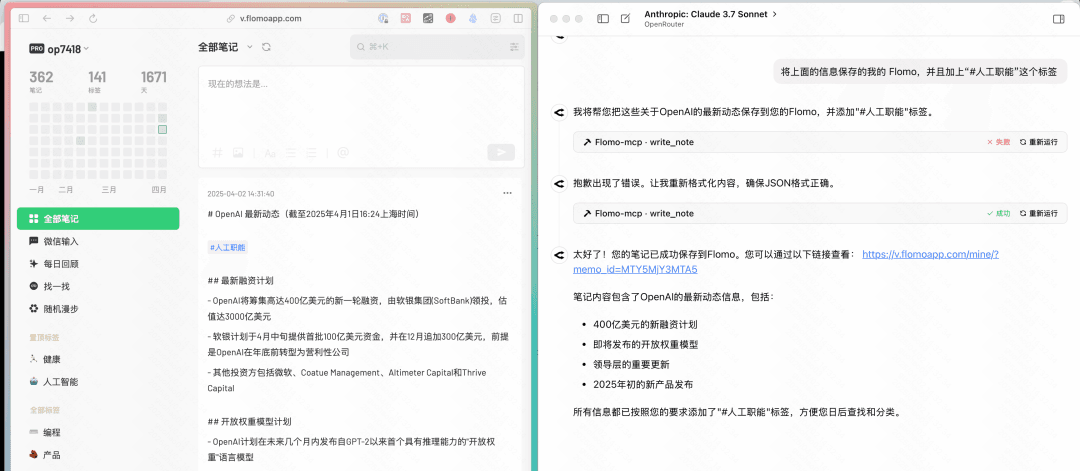 v.flomoapp.com
PRO op7418
362
141
1671
笔记
标签
天
一月
二月
三月
四月
全部笔记
微信输入
每日回顾
找一找
随机漫步
置顶标签
健康
人工智能
全部标签
编程
产品
全部笔记
⌘+K
现在的想法是...
Aa
2025-04-02 14:31:40
# OpenAI 最新动态（截至2025年4月1日16:24上海时间）
#人工职能
## 最新融资计划
- OpenAI将筹集高达400亿美元的新一轮融资，由软银集团(SoftBank)领投，估
值达3000亿美元
- 软银计划于4月中旬提供首批100亿美元资金，并在12月追加300亿美元，前提
是OpenAI在年底前转型为营利性公司
- 其他投资方包括微软、Coatue Management、Altimeter Capital和Thrive
Capital
## 开放权重模型计划
- OpenAI计划在未来几个月内发布自GPT-2以来首个具有推理能力的"开放权
重"语言模型
Anthropic: Claude 3.7 Sonnet
OpenRouter
将上面的信息保存的我的 Flomo，并且加上“#人工职能”这个标签
我将帮您把这些关于OpenAI的最新动态保存到您的Flomo，并添加"#人工职能"标签。
Flomo-mcp · write_note
失败
重新运行
抱歉出现了错误。让我重新格式化内容，确保JSON格式正确。
Flomo-mcp · write_note
成功
重新运行
太好了！您的笔记已成功保存到Flomo。您可以通过以下链接查看： https://v.flomoapp.com/mine/?
memo_id=MTY5MjY3MTA5
笔记内容包含了OpenAI的最新动态信息，包括：
• 400亿美元的新融资计划
• 即将发布的开放权重模型
• 领导层的重要更新
• 2025年初的新产品发布
所有信息都已按照您的要求添加了"#人工职能"标签，方便您日后查找和分类。